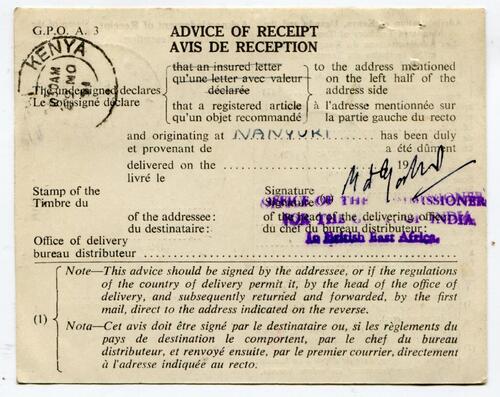 G.P.O. A. 3
ADVICE OF RECEIPT
AVIS DE RECEPTION
KENYA
AM
MO
The undersigned declares
Le Soussigné déclare
that an insured letter
qu'une lettre avec valeur
déclarée
that a registered article
qu'un objet recommandé
to the address mentioned
on the left half of the
address side
à l'adresse mentionnée sur
la partie gauche du recto
and originating at NANYUKI has been duly
et provenant de a été dûment
delivered on the 19
livré le
Stamp of the
Timbre du
Signature
Signature
OFFICE OF THE COMMISSIONER
of the addressee:
of the head of the delivering office
FOR THE OF INDIA
du destinataire:
du chef du bureau distributeur:
In British East Africa.
Office of delivery
bureau distributeur
(1)
Note—This advice should be signed by the addressee, or if the regulations
of the country of delivery permit it, by the head of the office of
delivery, and subsequently returned and forwarded, by the first
mail, direct to the address indicated on the reverse.
Nota—Cet avis doit être signé par le destinataire ou, si les règlements du
pays de destination le comportent, par le chef du bureau
distributeur, et renvoyé ensuite, par le premier courrier, directement
à l'adresse indiquée au recto.